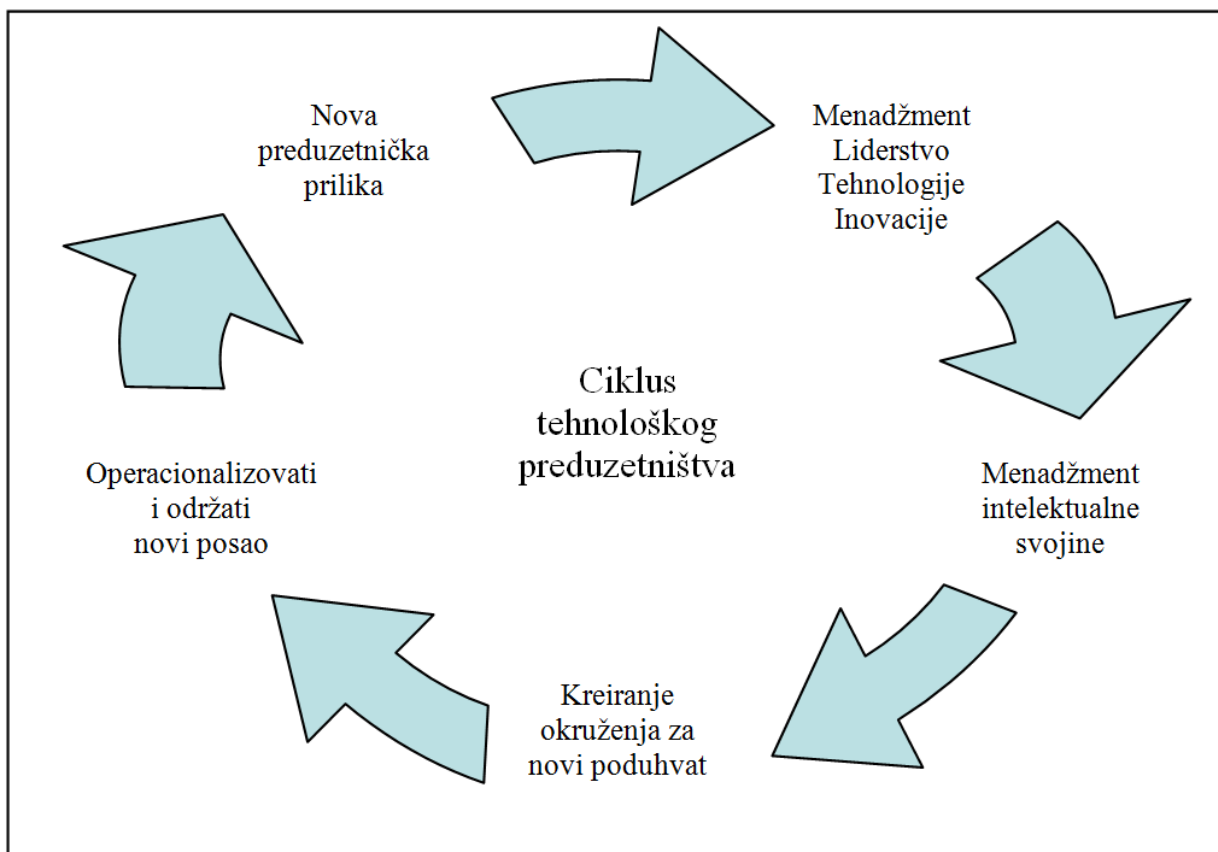 Nova
preduzetnička
prilika
Menadžment
Liderstvo
Tehnologije
Inovacije
Ciklus
tehnološkog
preduzetništva
Operacionalizovati
i održati
novi posao
Menadžment
intelektualne
svojine
Kreiranje
okruženja za
novi poduhvat